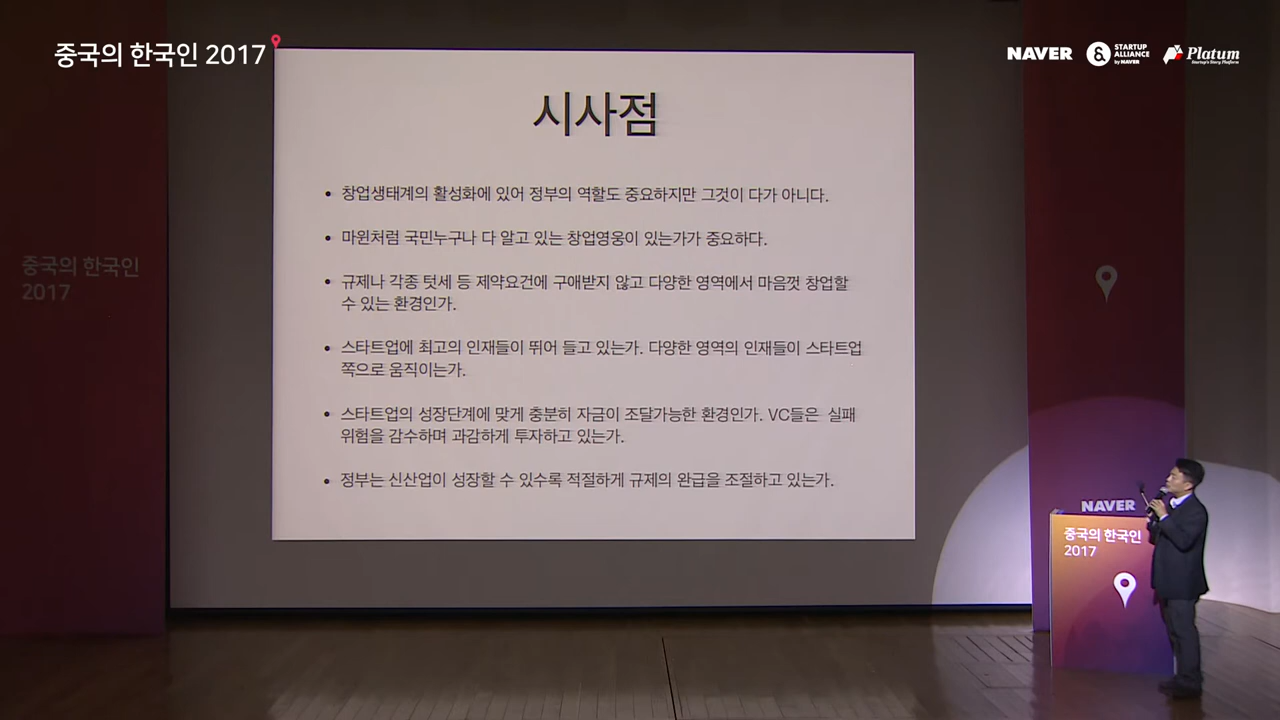 중국의 한국인 2017
NAVER
&
STARTUP
ALLIANCE
by NAVER
Platum
Startup's Story Platform
시사점
• 창업생태계의 활성화에 있어 정부의 역할도 중요하지만 그것이 다가 아니다.
• 마윈처럼 국민누구나 다 알고 있는 창업영웅이 있는가가 중요하다.
• 규제나 각종 텃세 등 제약요건에 구애받지 않고 다양한 영역에서 마음껏 창업할
수 있는 환경인가.
• 스타트업에 최고의 인재들이 뛰어 들고 있는가. 다양한 영역의 인재들이 스타트업
쪽으로 움직이는가.
• 스타트업의 성장단계에 맞게 충분히 자금이 조달가능한 환경인가. VC들은 실패
위험을 감수하며 과감하게 투자하고 있는가.
• 정부는 신산업이 성장할 수 있수록 적절하게 규제의 완급을 조절하고 있는가.
중국의 한국인
2017
NAVER
중국의 한국인
2017